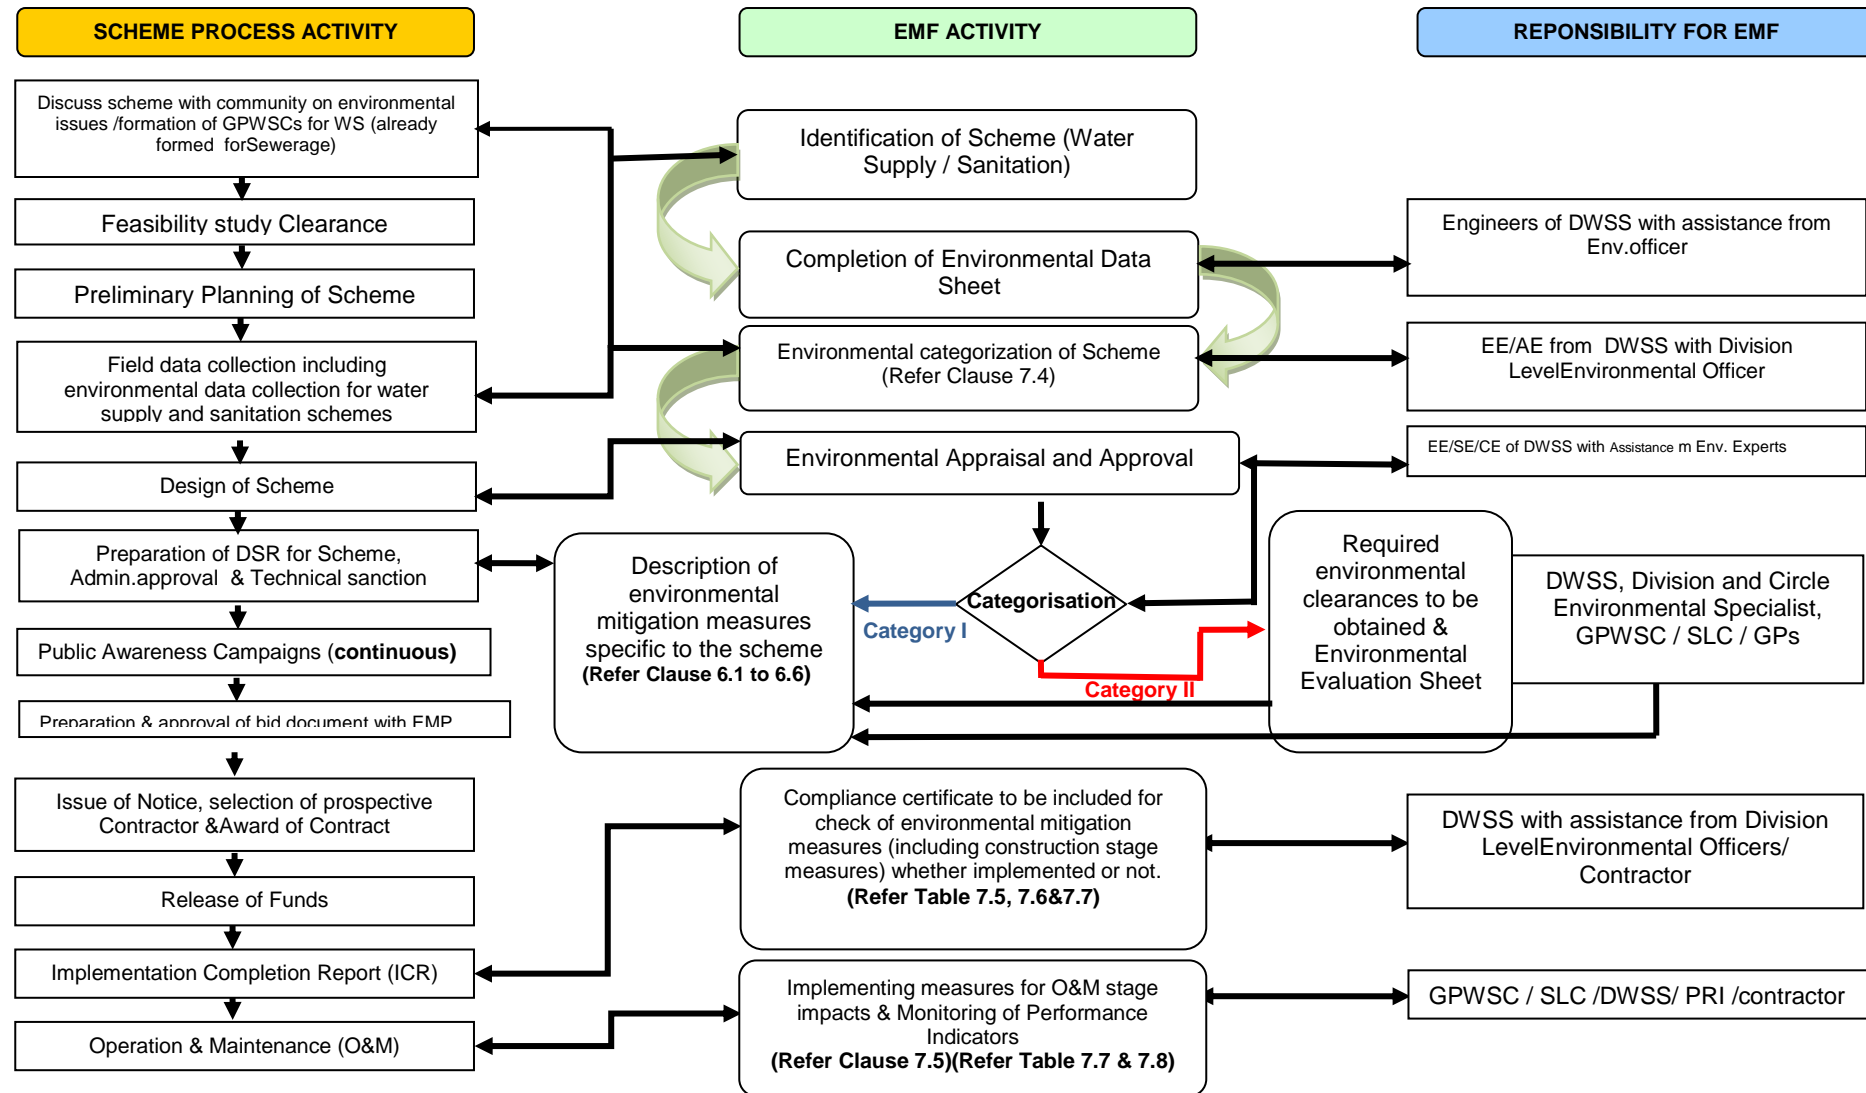 SCHEME PROCESS ACTIVITY
EMF ACTIVITY
REPONSIBILITY FOR EMF
Discuss scheme with community on environmental
issues /formation of GPWSCs for WS (already
formed forSewerage)
Feasibility study Clearance
Preliminary Planning of Scheme
Field data collection including
environmental data collection for water
supply and sanitation schemes
Design of Scheme
Preparation of DSR for Scheme,
Admin.approval & Technical sanction
Public Awareness Campaigns (continuous)
Preparation & approval of bid document with EMP
Issue of Notice, selection of prospective
Contractor &Award of Contract
Release of Funds
Implementation Completion Report (ICR)
Operation & Maintenance (O&M)
Identification of Scheme (Water
Supply / Sanitation)
Completion of Environmental Data
Sheet
Environmental categorization of Scheme
(Refer Clause 7.4)
Environmental Appraisal and Approval
Categorisation
Category I
Category II
Description of
environmental
mitigation measures
specific to the scheme
(Refer Clause 6.1 to 6.6)
Required
environmental
clearances to be
obtained &
Environmental
Evaluation Sheet
Compliance certificate to be included for
check of environmental mitigation
measures (including construction stage
measures) whether implemented or not.
(Refer Table 7.5, 7.6&7.7)
Implementing measures for O&M stage
impacts & Monitoring of Performance
Indicators
(Refer Clause 7.5)(Refer Table 7.7 & 7.8)
Engineers of DWSS with assistance from
Env.officer
EE/AE from DWSS with Division
LevelEnvironmental Officer
EE/SE/CE of DWSS with Assistance m Env. Experts
DWSS, Division and Circle
Environmental Specialist,
GPWSC / SLC / GPs
DWSS with assistance from Division
LevelEnvironmental Officers/
Contractor
GPWSC / SLC /DWSS/ PRI /contractor